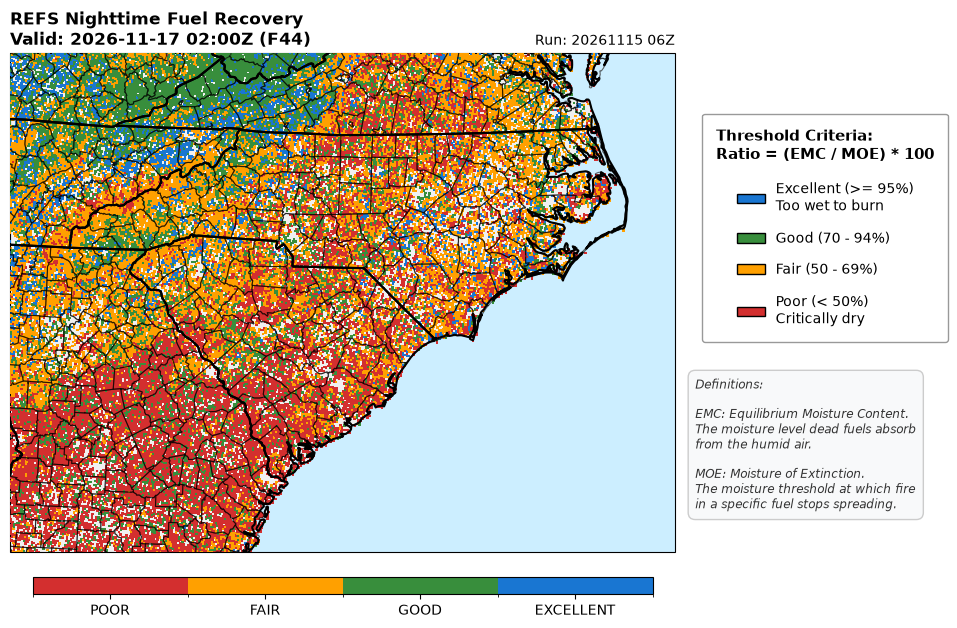 REFS Nighttime Fuel Recovery
Valid: 2026-11-17 02:00Z (F44)
Run: 20261115 06Z
Threshold Criteria:
Ratio = (EMC / MOE) * 100
Excellent (>= 95%)
Too wet to burn
Good (70 - 94%)
Fair (50 - 69%)
Poor (< 50%)
Critically dry
Definitions:
EMC: Equilibrium Moisture Content.
The moisture level dead fuels absorb
from the humid air.
MOE: Moisture of Extinction.
The moisture threshold at which fire
in a specific fuel stops spreading.
POOR
FAIR
GOOD
EXCELLENT